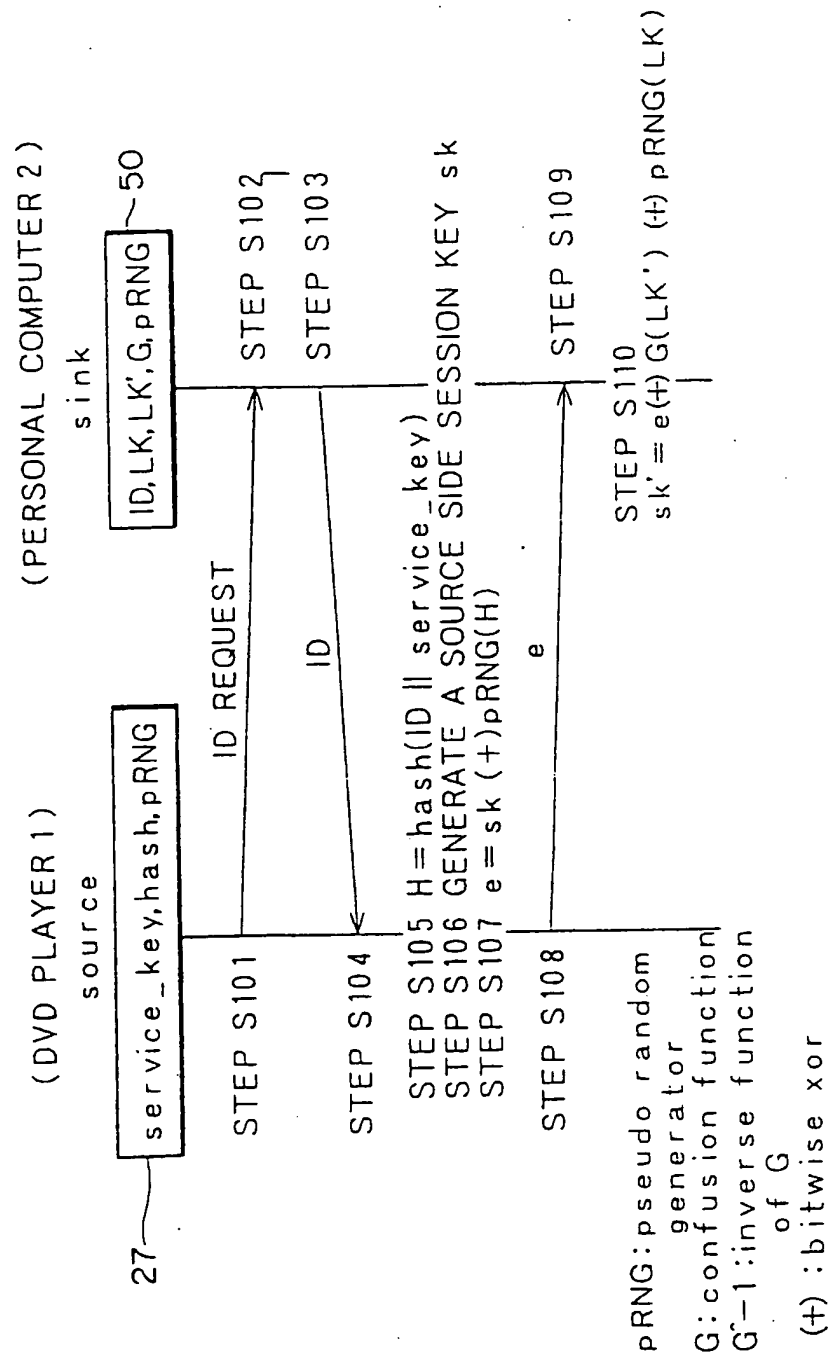 (DVD PLAYER 1)
source
(PERSONAL COMPUTER 2)
sink
27
service_key,hash,pRNG
ID,LK,LK',G,pRNG
50
STEP S101
ID REQUEST
STEP S102
STEP S103
ID
STEP S104
STEP S105 H=hash(ID || service_key)
STEP S106 GENERATE A SOURCE SIDE SESSION KEY sk
STEP S107 e=sk (+)pRNG(H)
STEP S108
e
STEP S109
STEP S110
sk'=e(+)G(LK') (+) pRNG(LK)
pRNG:pseudo random
generator
G:confusion function
G^-1:inverse function
of G
(+) :bitwise xor